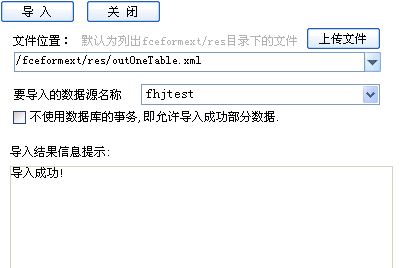 导 入 关 闭
文件位置： 默认为列出fceformext/res目录下的文件 上传文件
/fceformext/res/outOneTable.xml
要导入的数据源名称 fhjtest
不使用数据库的事务,即允许导入成功部分数据.
导入结果信息提示:
导入成功!